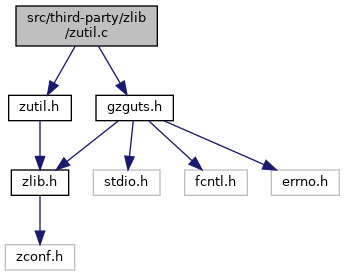 src/third-party/zlib
/zutil.c
zutil.h
gzguts.h
zlib.h
stdio.h
fcntl.h
errno.h
zconf.h